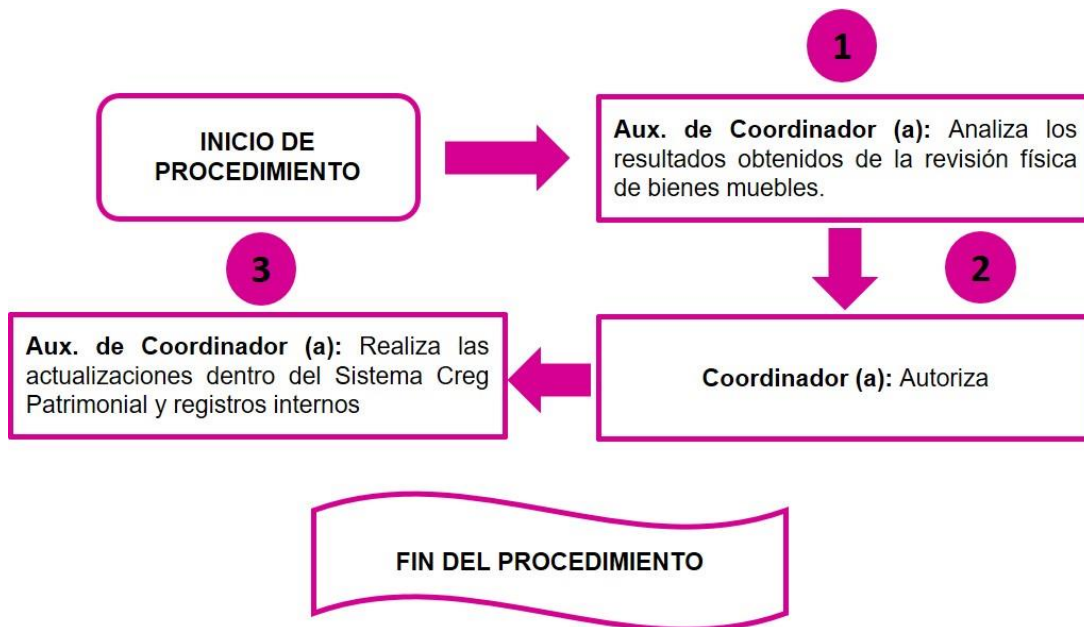 INICIO DE
PROCEDIMIENTO
1
Aux. de Coordinador (a): Analiza los
resultados obtenidos de la revisión física
de bienes muebles.
2
Coordinador (a): Autoriza
3
Aux. de Coordinador (a): Realiza las
actualizaciones dentro del Sistema Creg
Patrimonial y registros internos
FIN DEL PROCEDIMIENTO